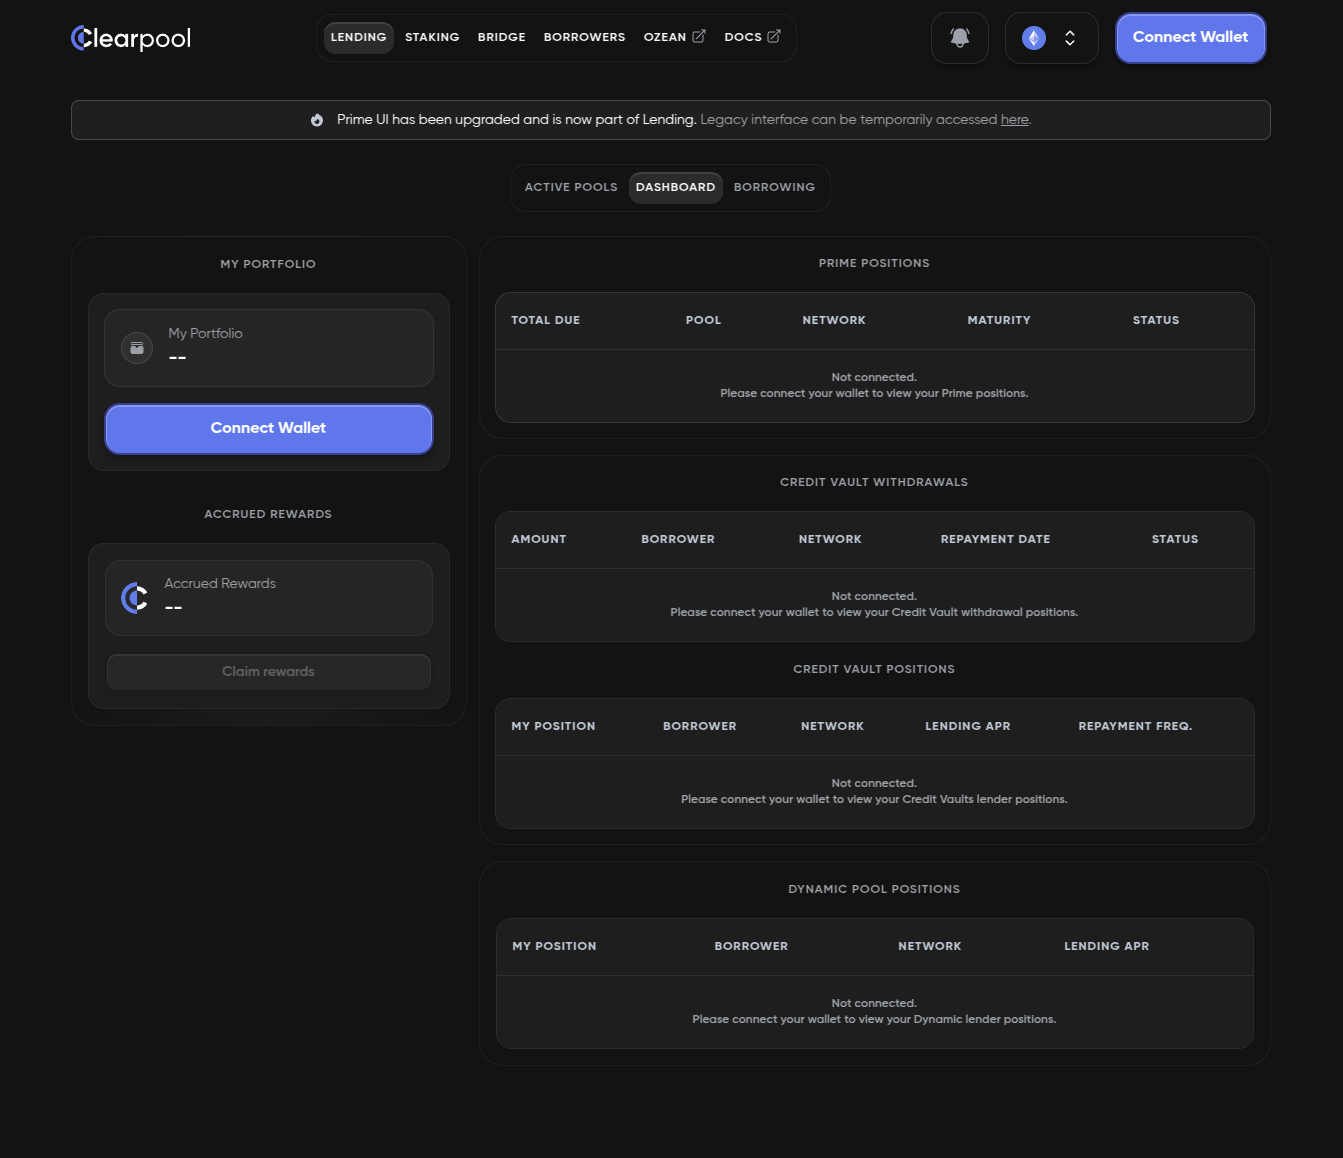 Clearpool
LENDING STAKING BRIDGE BORROWERS OZEAN DOCS
Connect Wallet
Prime UI has been upgraded and is now part of Lending. Legacy interface can be temporarily accessed here.
ACTIVE POOLS DASHBOARD BORROWING
MY PORTFOLIO
My Portfolio
--
Connect Wallet
ACCRUED REWARDS
Accrued Rewards
--
Claim rewards
PRIME POSITIONS
TOTAL DUE POOL NETWORK MATURITY STATUS
Not connected.
Please connect your wallet to view your Prime positions.
CREDIT VAULT WITHDRAWALS
AMOUNT BORROWER NETWORK REPAYMENT DATE STATUS
Not connected.
Please connect your wallet to view your Credit Vault withdrawal positions.
CREDIT VAULT POSITIONS
MY POSITION BORROWER NETWORK LENDING APR REPAYMENT FREQ.
Not connected.
Please connect your wallet to view your Credit Vaults lender positions.
DYNAMIC POOL POSITIONS
MY POSITION BORROWER NETWORK LENDING APR
Not connected.
Please connect your wallet to view your Dynamic lender positions.